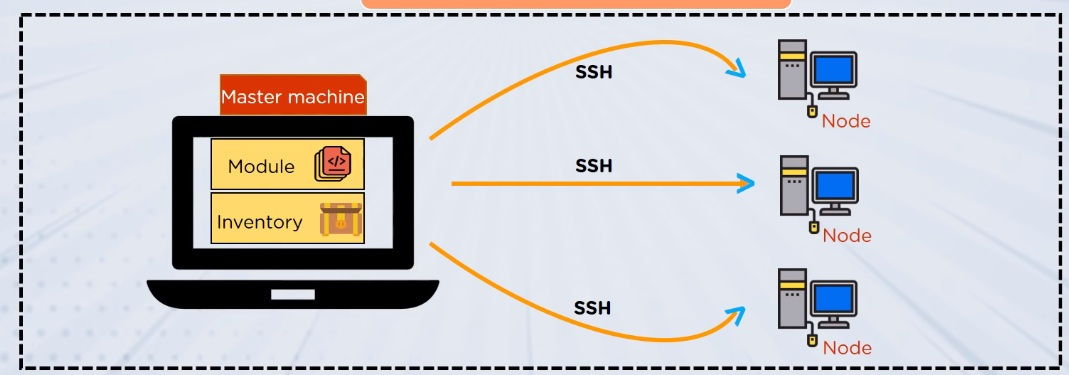 Master machine
Module
</>
Inventory
SSH
Node
SSH
Node
SSH
Node